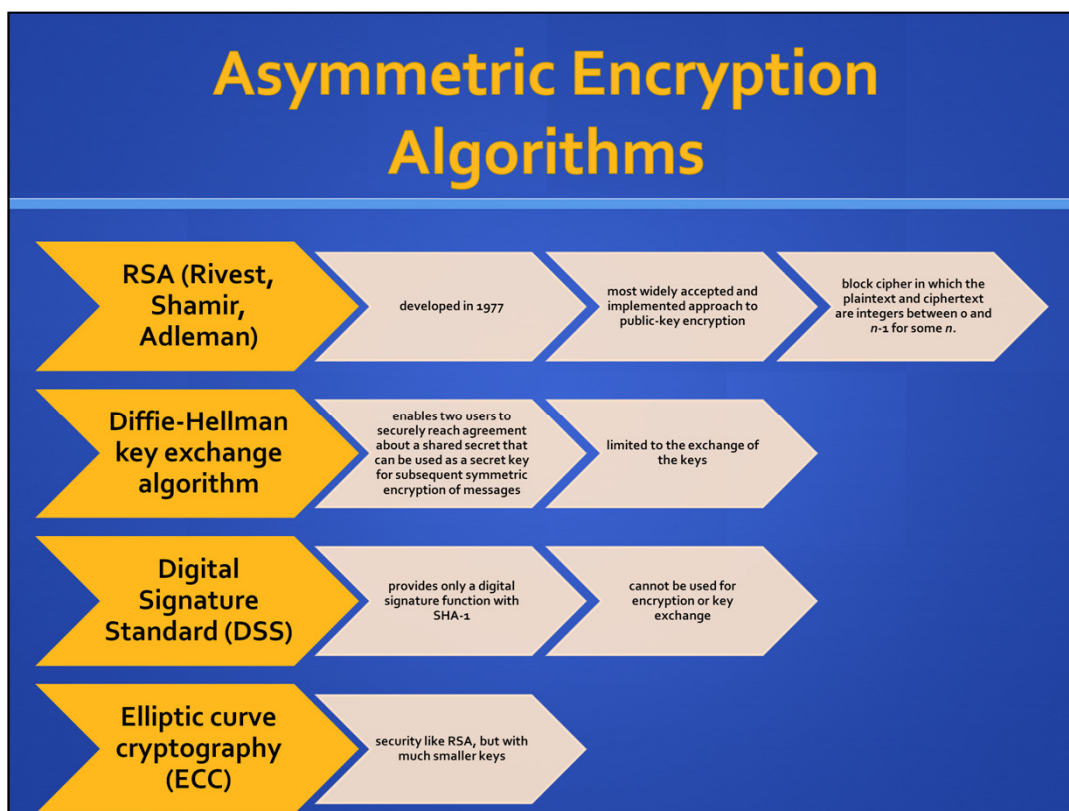 Asymmetric Encryption
Algorithms
RSA (Rivest,
Shamir,
Adleman)
developed in 1977
most widely accepted and
implemented approach to
public-key encryption
block cipher in which the
plaintext and ciphertext
are integers between 0 and
n-1 for some n.
Diffie-Hellman
key exchange
algorithm
enables two users to
securely reach agreement
about a shared secret that
can be used as a secret key
for subsequent symmetric
encryption of messages
limited to the exchange of
the keys
Digital
Signature
Standard (DSS)
provides only a digital
signature function with
SHA-1
cannot be used for
encryption or key
exchange
Elliptic curve
cryptography
(ECC)
security like RSA, but with
much smaller keys